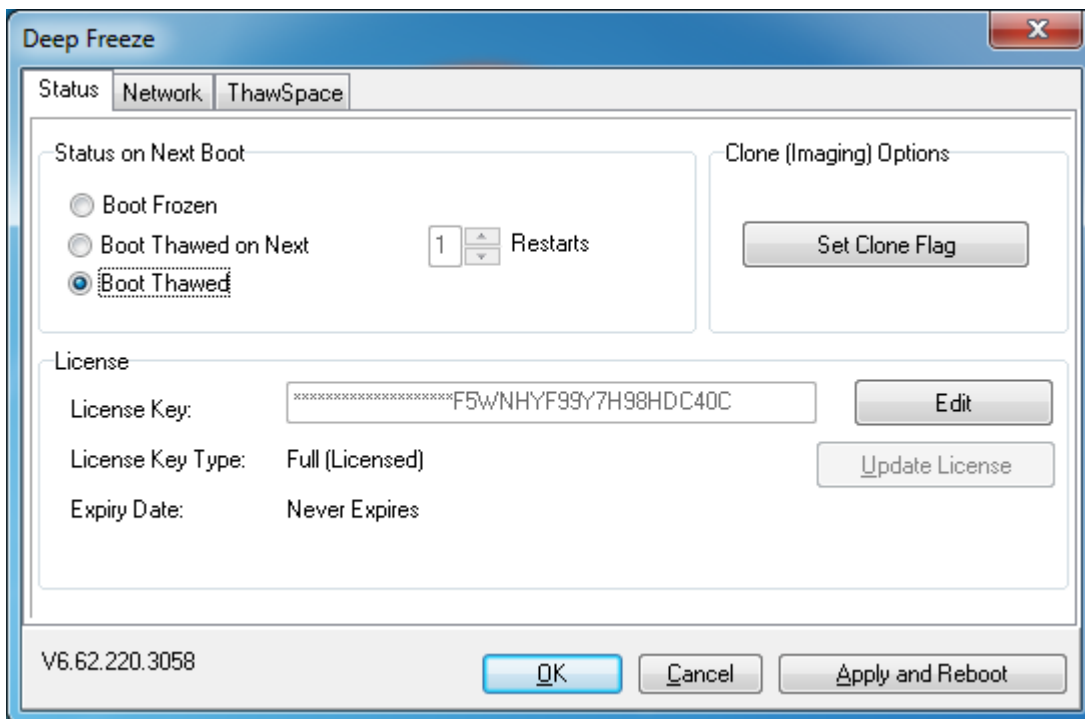 Deep Freeze
Status Network ThawSpace
Status on Next Boot
Boot Frozen
Boot Thawed on Next 1 Restarts
Boot Thawed
Clone (Imaging) Options
Set Clone Flag
License
License Key: ********************F5WNHYF99Y7H98HDC40C Edit
License Key Type: Full (Licensed) Update License
Expiry Date: Never Expires
V6.62.220.3058 OK Cancel Apply and Reboot